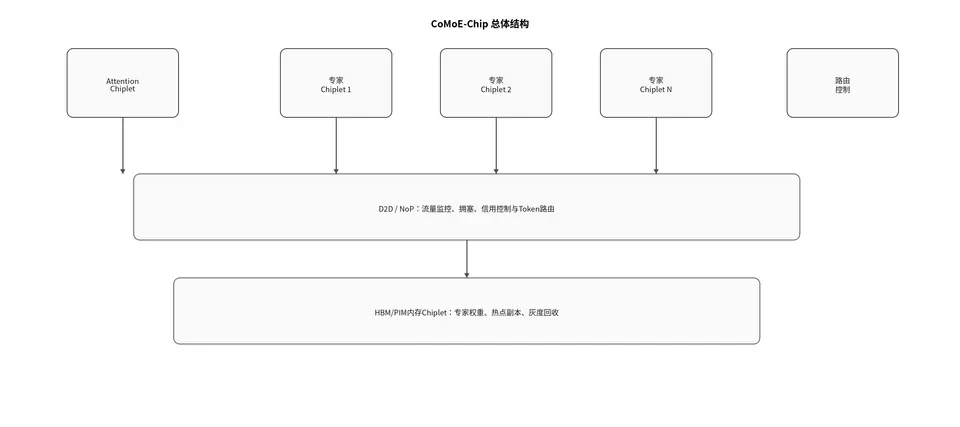 CoMoE-Chip 总体结构
Attention
Chiplet
专家
Chiplet 1
专家
Chiplet 2
专家
Chiplet N
路由
控制
D2D / NoP：流量监控、拥塞、信用控制与Token路由
HBM/PIM内存Chiplet：专家权重、热点副本、灰度回收